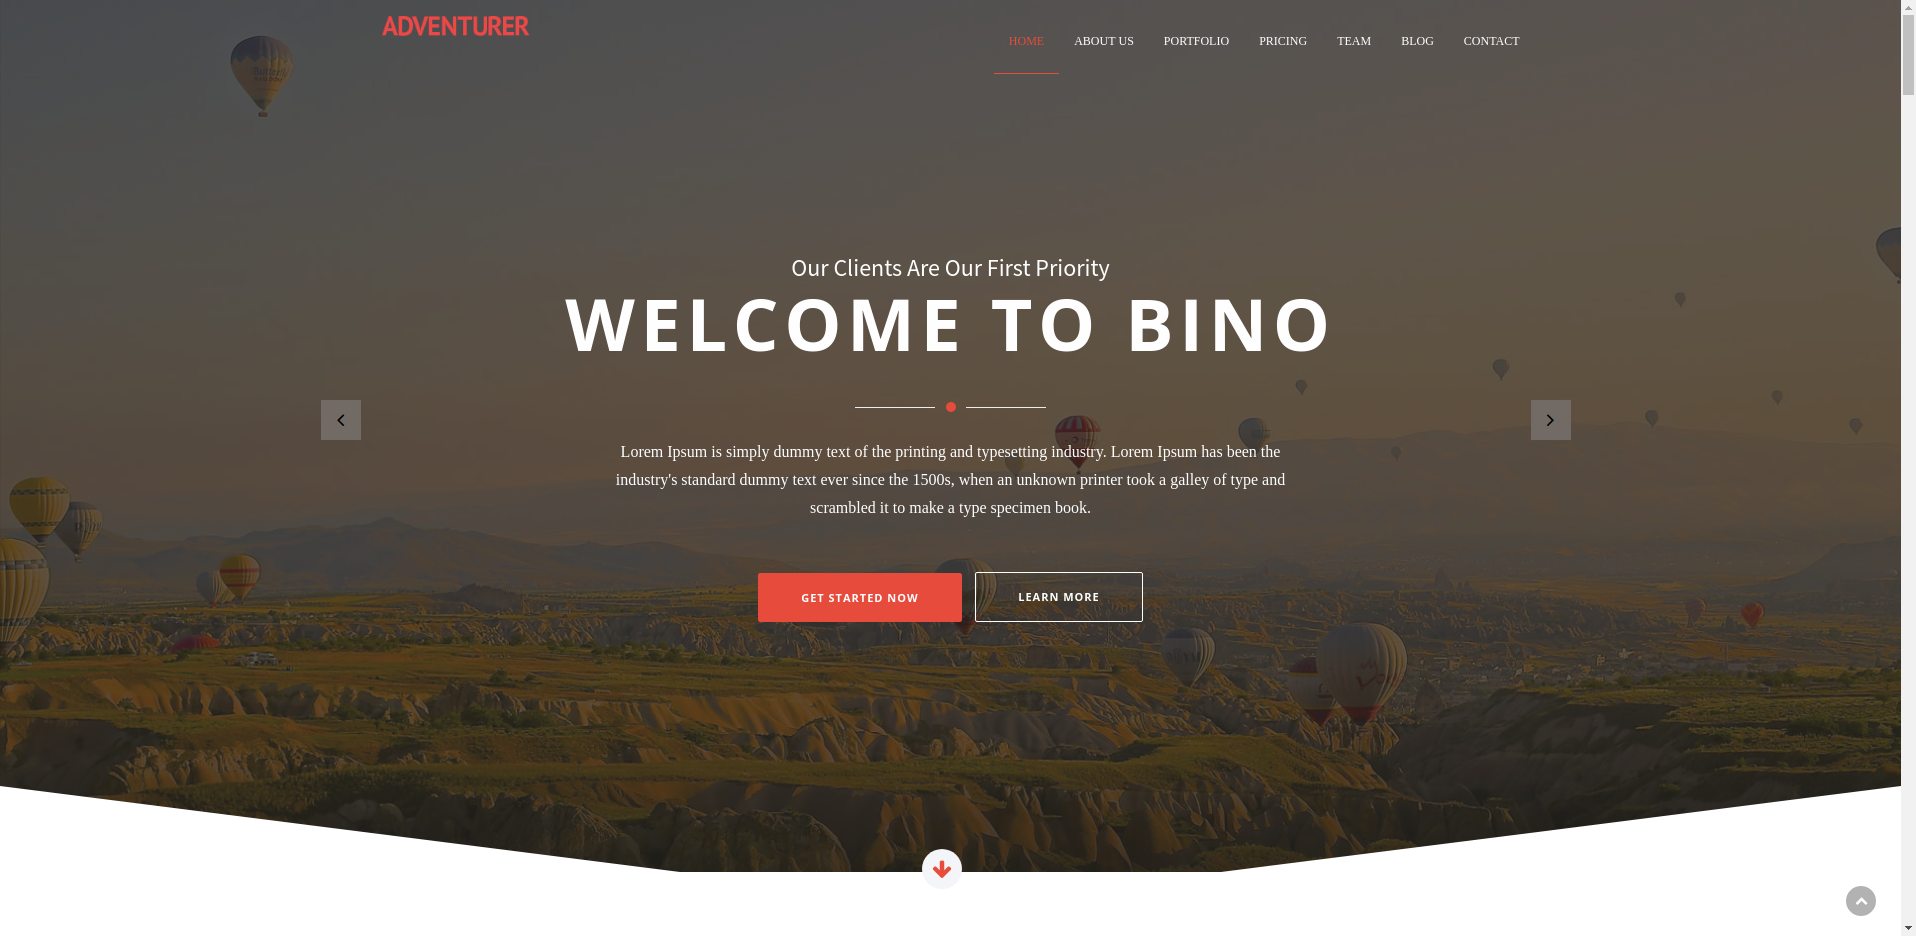 ADVENTURER
HOME ABOUT US PORTFOLIO PRICING TEAM BLOG CONTACT
Our Clients Are Our First Priority
WELCOME TO BINO
Lorem Ipsum is simply dummy text of the printing and typesetting industry. Lorem Ipsum has been the
industry's standard dummy text ever since the 1500s, when an unknown printer took a galley of type and
scrambled it to make a type specimen book.
GET STARTED NOW LEARN MORE